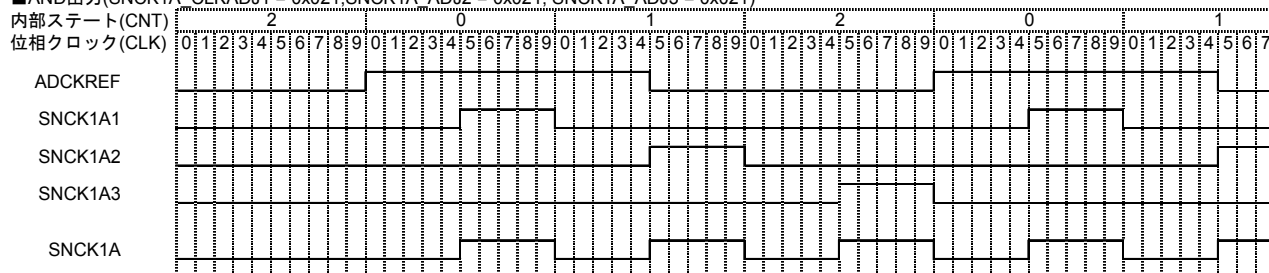 ■AND出力(SNCK1A_CLKADJ1 = 0x021,SNCK1A_ADJ2 = 0x021, SNCK1A_ADJ3 = 0x021)
内部ステート(CNT) 2 0 1 2 0 1
位相クロック(CLK) 0 1 2 3 4 5 6 7 8 9 0 1 2 3 4 5 6 7 8 9 0 1 2 3 4 5 6 7 8 9 0 1 2 3 4 5 6 7 8 9 0 1 2 3 4 5 6 7 8 9 0 1 2 3 4 5 6 7
ADCKREF
SNCK1A1
SNCK1A2
SNCK1A3
SNCK1A